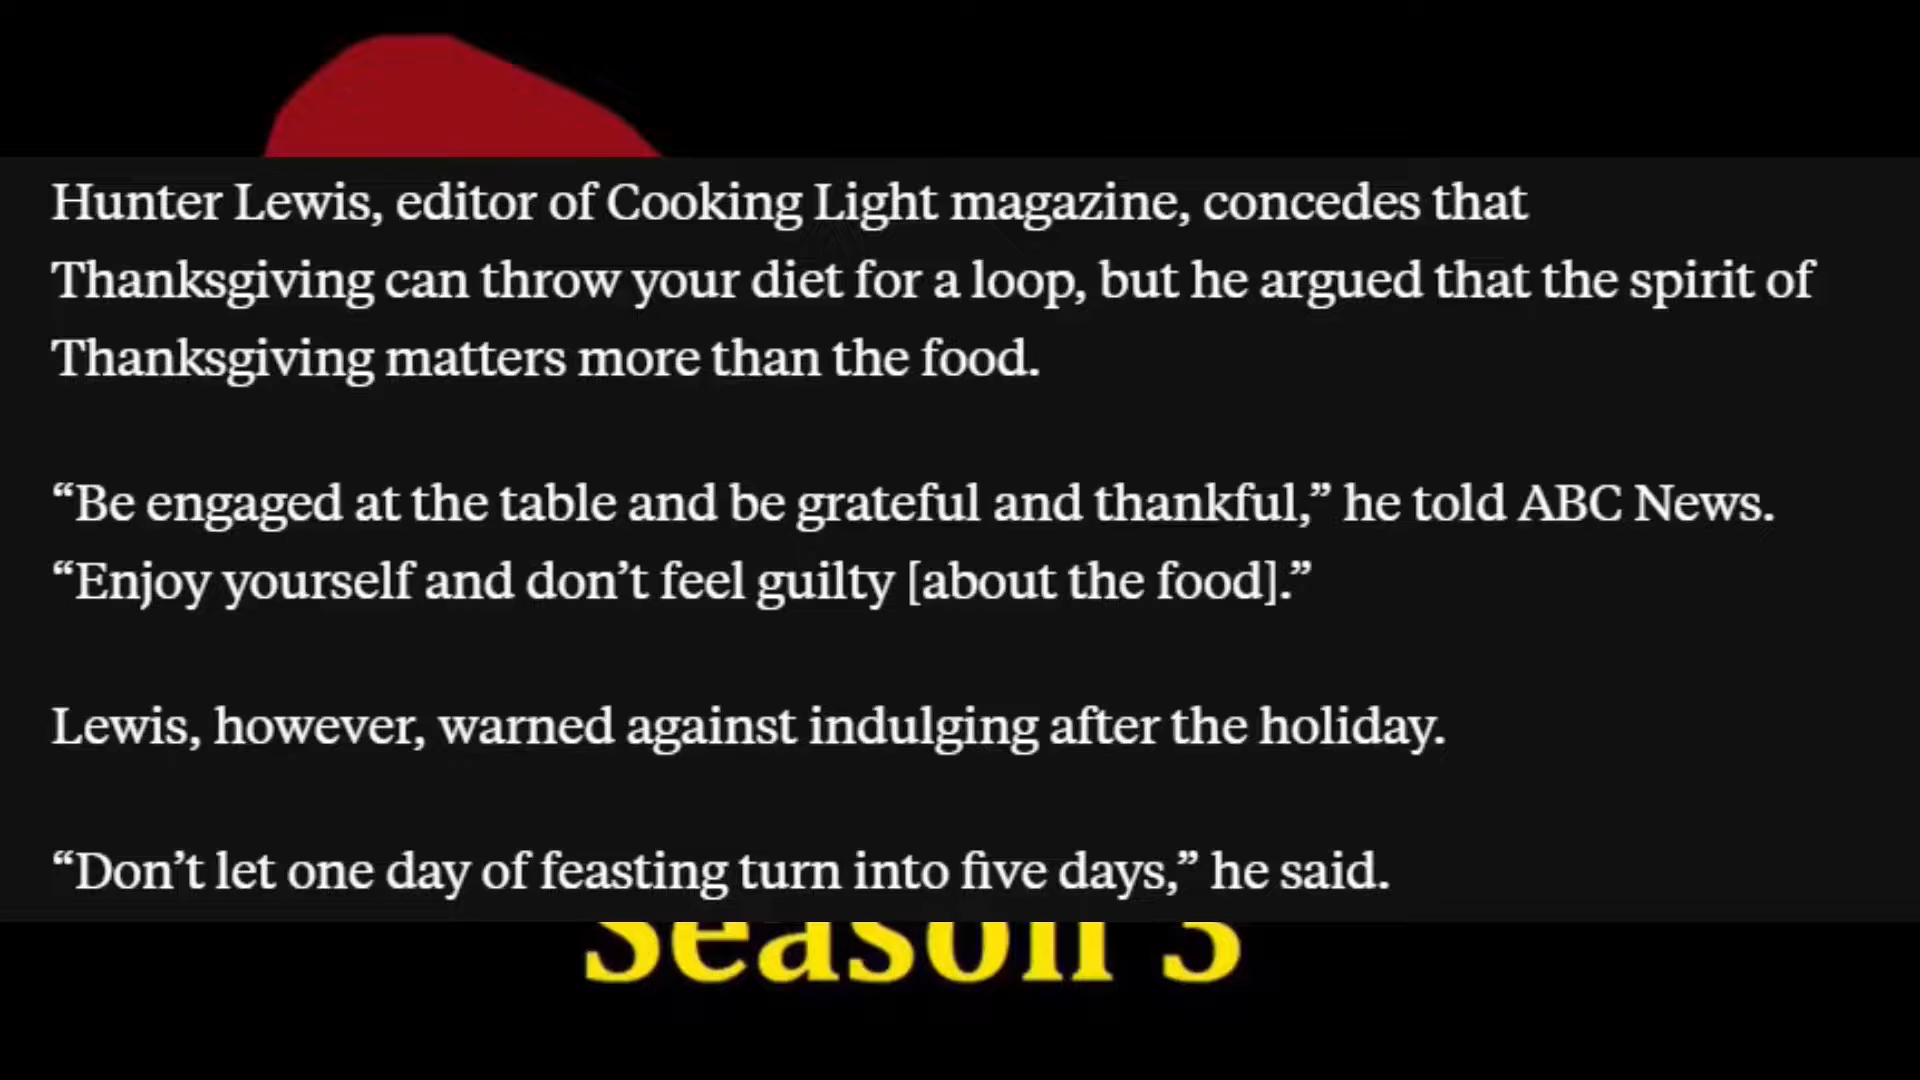 Hunter Lewis, editor of Cooking Light magazine, concedes that
Thanksgiving can throw your diet for a loop, but he argued that the spirit of
Thanksgiving matters more than the food.
“Be engaged at the table and be grateful and thankful,” he told ABC News.
“Enjoy yourself and don’t feel guilty [about the food].”
Lewis, however, warned against indulging after the holiday.
“Don’t let one day of feasting turn into five days,” he said.
Season 3